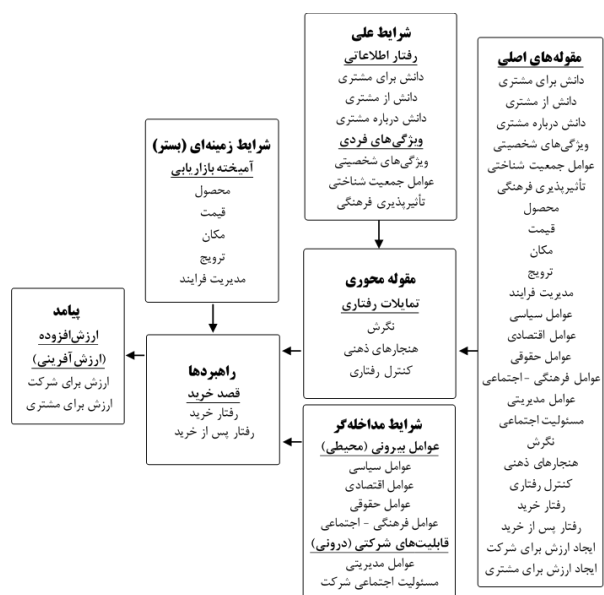 مقوله‌های اصلی
دانش برای مشتری
دانش از مشتری
دانش درباره مشتری
ویژگی‌های شخصیتی
عوامل جمعیت شناختی
تأثیرپذیری فرهنگی
محصول
قیمت
مکان
ترویج
مدیریت فرایند
عوامل سیاسی
عوامل اقتصادی
عوامل حقوقی
عوامل فرهنگی - اجتماعی
عوامل مدیریتی
مسئولیت اجتماعی
نگرش
هنجارهای ذهنی
کنترل رفتاری
رفتار خرید
رفتار پس از خرید
ایجاد ارزش برای شرکت
ایجاد ارزش برای مشتری
شرایط علی
رفتار اطلاعاتی
دانش برای مشتری
دانش از مشتری
دانش درباره مشتری
ویژگی‌های فردی
ویژگی‌های شخصیتی
عوامل جمعیت شناختی
تأثیرپذیری فرهنگی
مقوله محوری
تمایلات رفتاری
نگرش
هنجارهای ذهنی
کنترل رفتاری
شرایط مداخله‌گر
عوامل بیرونی (محیطی)
عوامل سیاسی
عوامل اقتصادی
عوامل حقوقی
عوامل فرهنگی - اجتماعی
قابلیت‌های شرکتی (درونی)
عوامل مدیریتی
مسئولیت اجتماعی شرکت
شرایط زمینه‌ای (بستر)
آمیخته بازاریابی
محصول
قیمت
مکان
ترویج
مدیریت فرایند
راهبردها
قصد خرید
رفتار خرید
رفتار پس از خرید
پیامد
ارزش‌افزوده
(ارزش‌آفرینی)
ارزش برای شرکت
ارزش برای مشتری